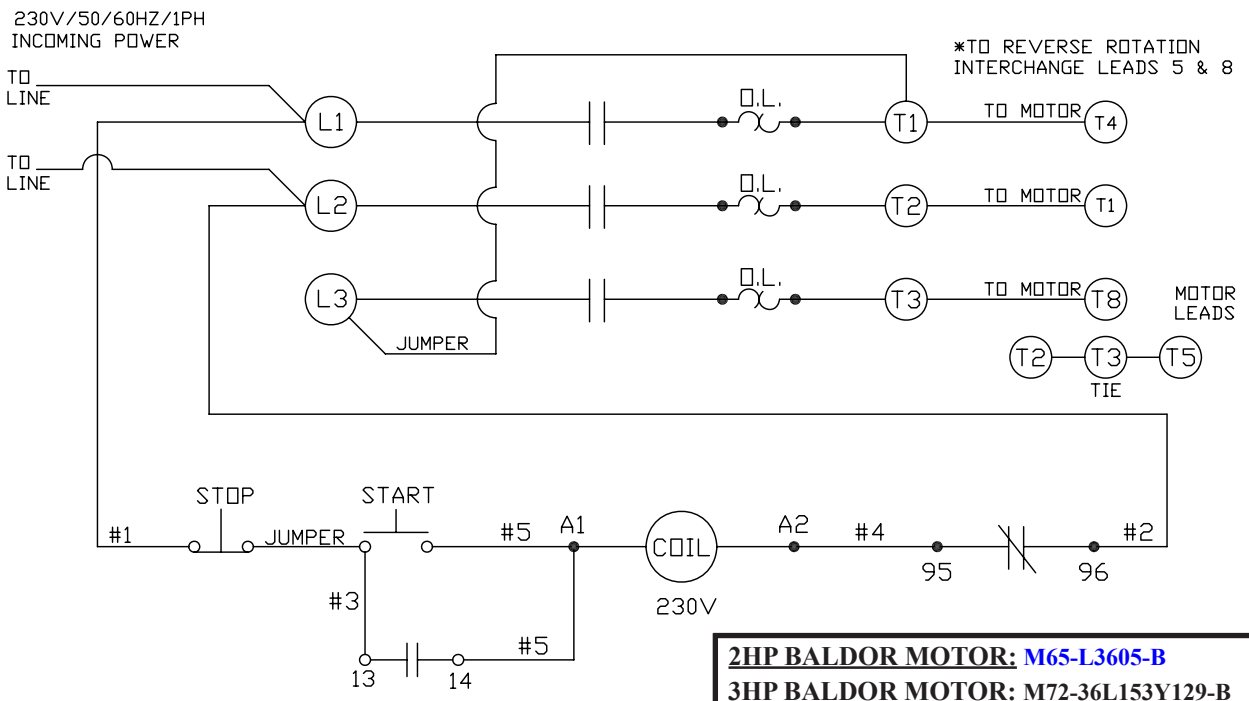 230V/50/60HZ/1PH
INCOMING POWER
*TO REVERSE ROTATION
INTERCHANGE LEADS 5 & 8
TO
LINE
L1
O.L.
T1
TO MOTOR
T4
TO
LINE
L2
O.L.
T2
TO MOTOR
T1
L3
O.L.
T3
TO MOTOR
T8
MOTOR
LEADS
JUMPER
T2
T3
T5
TIE
STOP
START
#1
JUMPER
#5
A1
COIL
A2
#4
95
96
#2
230V
#3
#5
13
14
2HP BALDOR MOTOR: M65-L3605-B
3HP BALDOR MOTOR: M72-36L153Y129-B